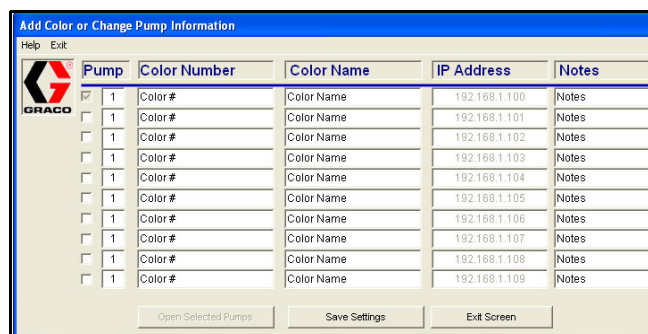 Add Color or Change Pump Information
Help Exit
GRACO
Pump Color Number Color Name IP Address Notes
1 Color # Color Name 192.168.1.100 Notes
1 Color # Color Name 192.168.1.101 Notes
1 Color # Color Name 192.168.1.102 Notes
1 Color # Color Name 192.168.1.103 Notes
1 Color # Color Name 192.168.1.104 Notes
1 Color # Color Name 192.168.1.105 Notes
1 Color # Color Name 192.168.1.106 Notes
1 Color # Color Name 192.168.1.107 Notes
1 Color # Color Name 192.168.1.108 Notes
1 Color # Color Name 192.168.1.109 Notes
Open Selected Pumps Save Settings Exit Screen